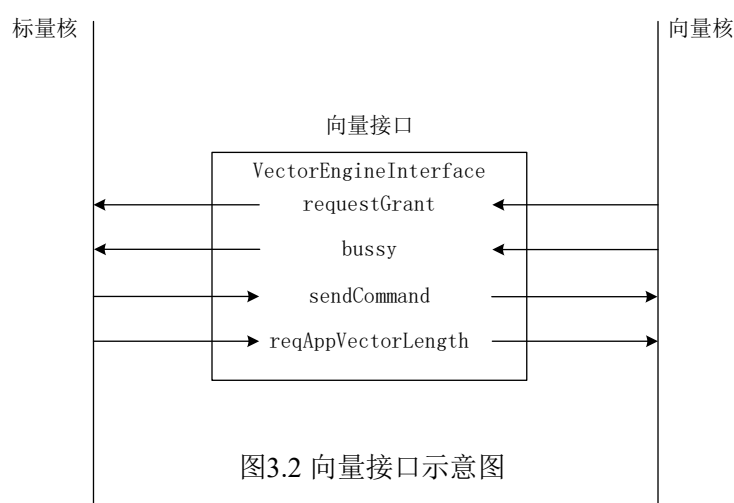 标量核
向量核
向量接口
VectorEngineInterface
requestGrant
bussy
sendCommand
reqAppVectorLength
图3.2 向量接口示意图